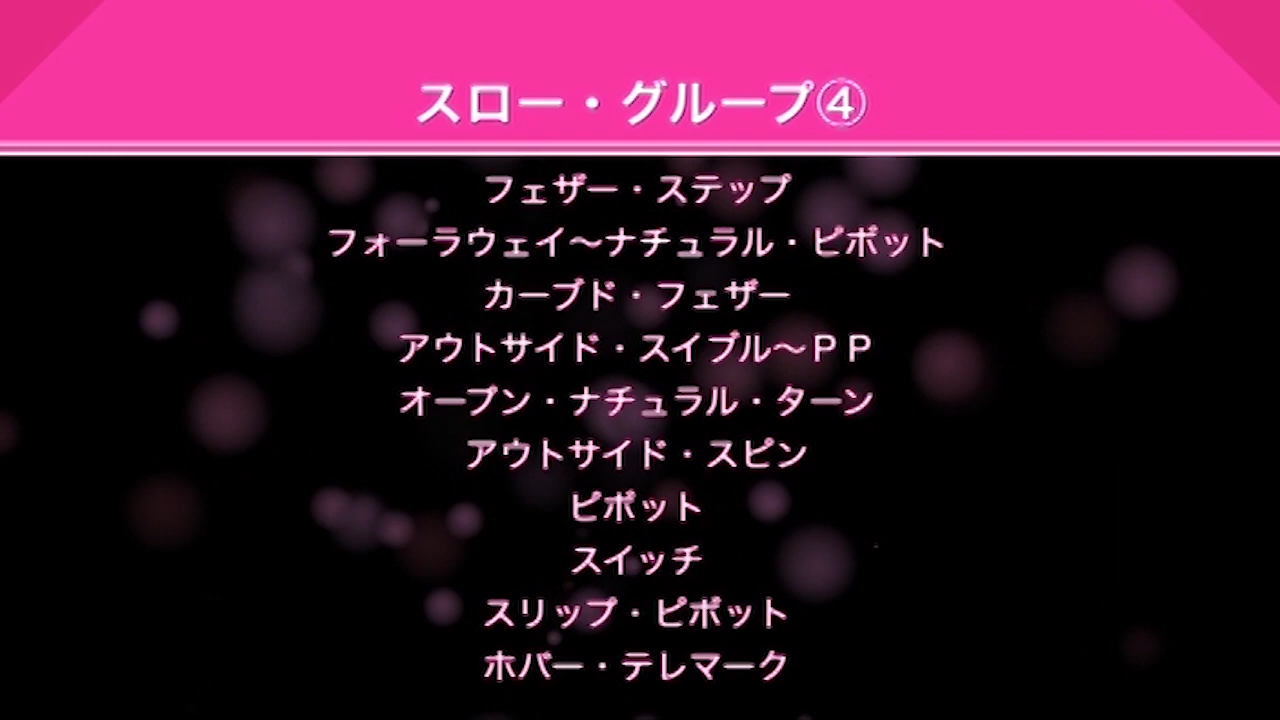 スロー・グループ④
フェザー・ステップ
フォーラウェイ〜ナチュラル・ピボット
カーブド・フェザー
アウトサイド・スイブル〜ＰＰ
オープン・ナチュラル・ターン
アウトサイド・スピン
ピボット
スイッチ
スリップ・ピボット
ホバー・テレマーク